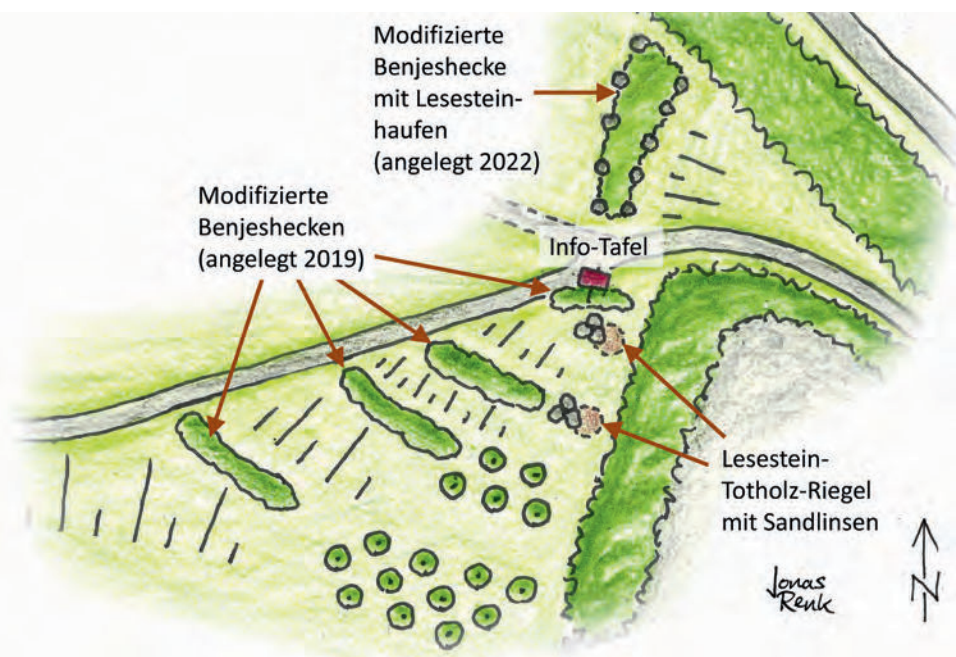 Modifizierte
Benjeshecke
mit Lesestein-
haufen
(angelegt 2022)
Modifizierte
Benjeshecken
(angelegt 2019)
Info-Tafel
Lesestein-
Totholz-Riegel
mit Sandlinsen
Jonas
Renk
N